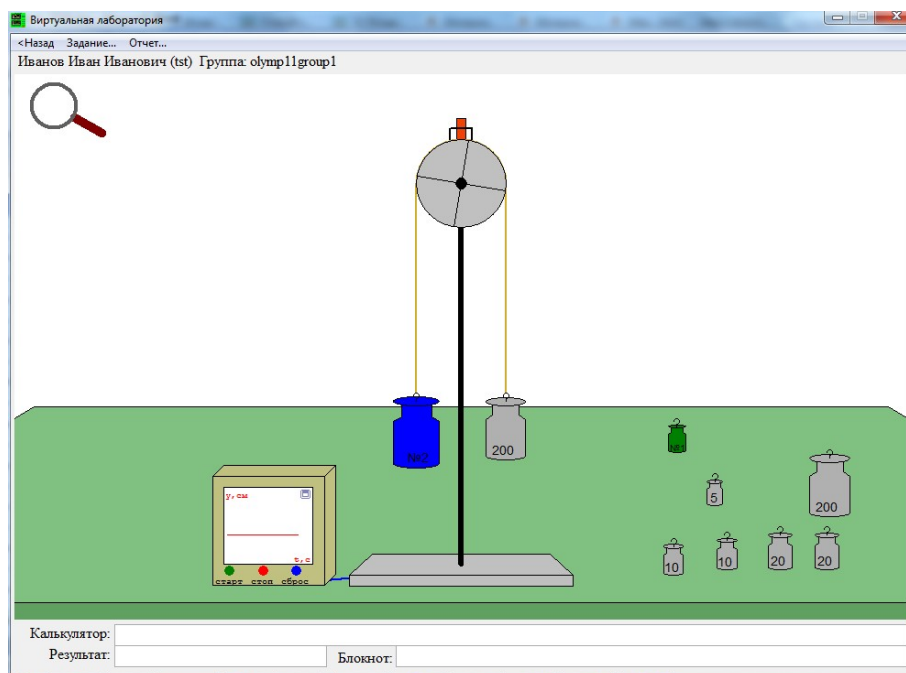 Виртуальная лаборатория
<Назад Задание... Отчет...
Иванов Иван Иванович (tst) Группа: olymp11group1
№2
200
№1
5
200
10
10
20
20
y,см
t,с
старт стоп сброс
Калькулятор:
Результат:
Блокнот: